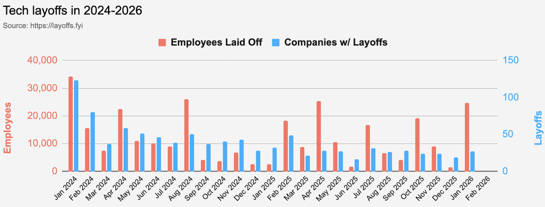 Tech layoffs in 2024-2026
Source: https://layoffs.fyi
Employees Laid Off
Companies w/ Layoffs
40,000
30,000
20,000
10,000
0
Employees
150
100
50
0
Layoffs
Jan 2024
Feb 2024
Mar 2024
Apr 2024
May 2024
Jun 2024
Jul 2024
Aug 2024
Sep 2024
Oct 2024
Nov 2024
Dec 2024
Jan 2025
Feb 2025
Mar 2025
Apr 2025
May 2025
Jun 2025
Jul 2025
Aug 2025
Sep 2025
Oct 2025
Nov 2025
Dec 2025
Jan 2026
Feb 2026